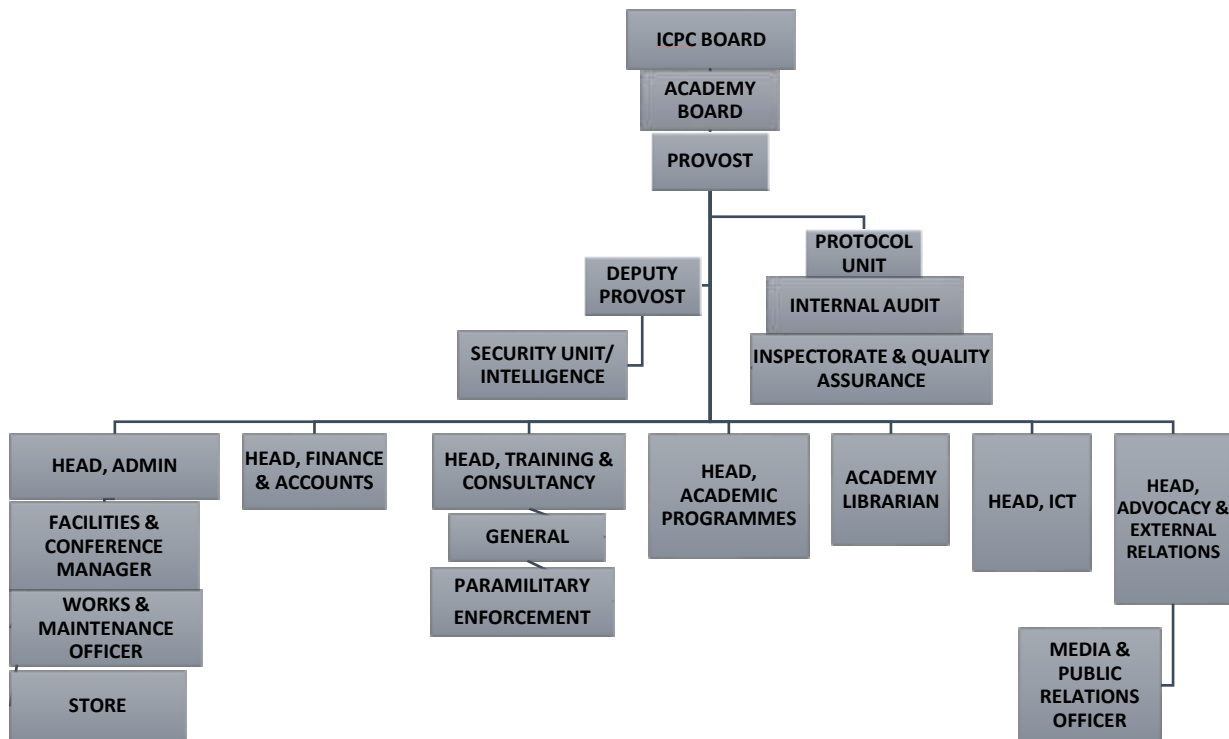 ICPC BOARD
ACADEMY
BOARD
PROVOST
PROTOCOL
UNIT
DEPUTY
PROVOST
INTERNAL AUDIT
SECURITY UNIT/
INTELLIGENCE
INSPECTORATE & QUALITY
ASSURANCE
HEAD, ADMIN
FACILITIES &
CONFERENCE
MANAGER
WORKS &
MAINTENANCE
OFFICER
STORE
HEAD, FINANCE
& ACCOUNTS
HEAD, TRAINING &
CONSULTANCY
GENERAL
PARAMILITARY
ENFORCEMENT
HEAD,
ACADEMIC
PROGRAMMES
ACADEMY
LIBRARIAN
HEAD, ICT
HEAD,
ADVOCACY &
EXTERNAL
RELATIONS
MEDIA &
PUBLIC
RELATIONS
OFFICER